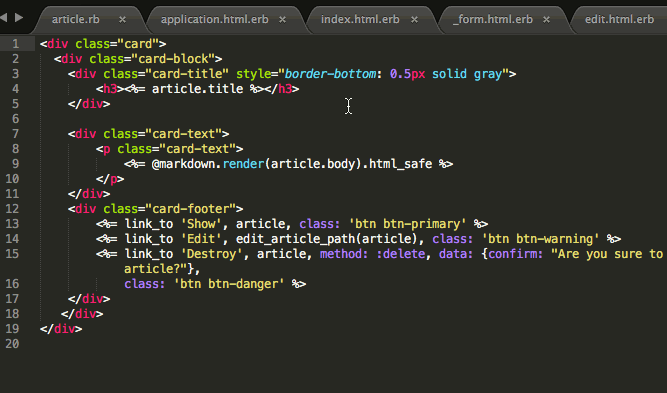 article.rb × application.html.erb × index.html.erb × _form.html.erb × edit.html.erb
1 <div class="card">
2 <div class="card-block">
3 <div class="card-title" style="border-bottom: 0.5px solid gray">
4 <h3><%= article.title %></h3>
5 </div>
6
7 <div class="card-text">
8 <p class="card-text">
9 <%= @markdown.render(article.body).html_safe %>
10 </p>
11 </div>
12 <div class="card-footer">
13 <%= link_to 'Show', article, class: 'btn btn-primary' %>
14 <%= link_to 'Edit', edit_article_path(article), class: 'btn btn-warning' %>
15 <%= link_to 'Destroy', article, method: :delete, data: {confirm: "Are you sure to
article?"},
16 class: 'btn btn-danger' %>
17 </div>
18 </div>
19 </div>
20